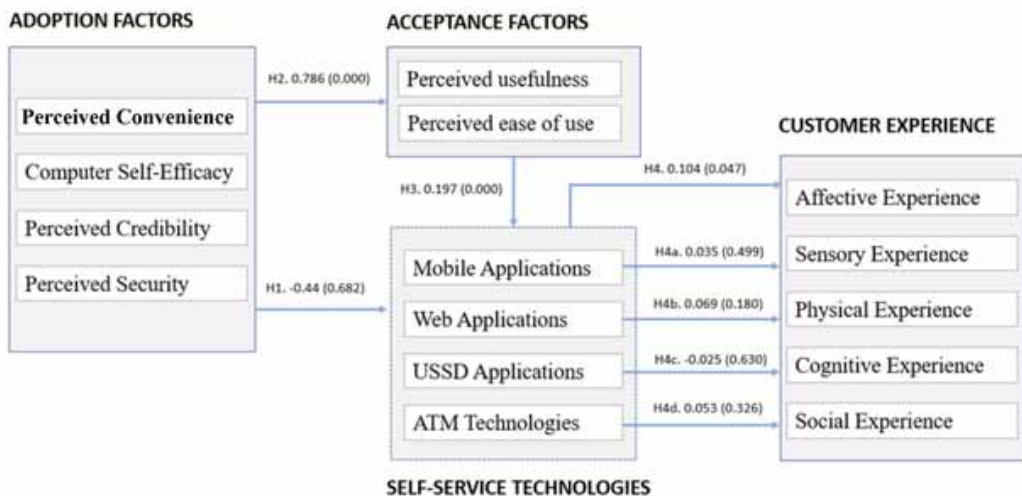 ADOPTION FACTORS
Perceived Convenience
Computer Self-Efficacy
Perceived Credibility
Perceived Security
H2. 0.786 (0.000)
H1. -0.44 (0.682)
ACCEPTANCE FACTORS
Perceived usefulness
Perceived ease of use
H3. 0.197 (0.000)
H4. 0.104 (0.047)
Mobile Applications
Web Applications
USSD Applications
ATM Technologies
SELF-SERVICE TECHNOLOGIES
H4a. 0.035 (0.499)
H4b. 0.069 (0.180)
H4c. -0.025 (0.630)
H4d. 0.053 (0.326)
CUSTOMER EXPERIENCE
Affective Experience
Sensory Experience
Physical Experience
Cognitive Experience
Social Experience